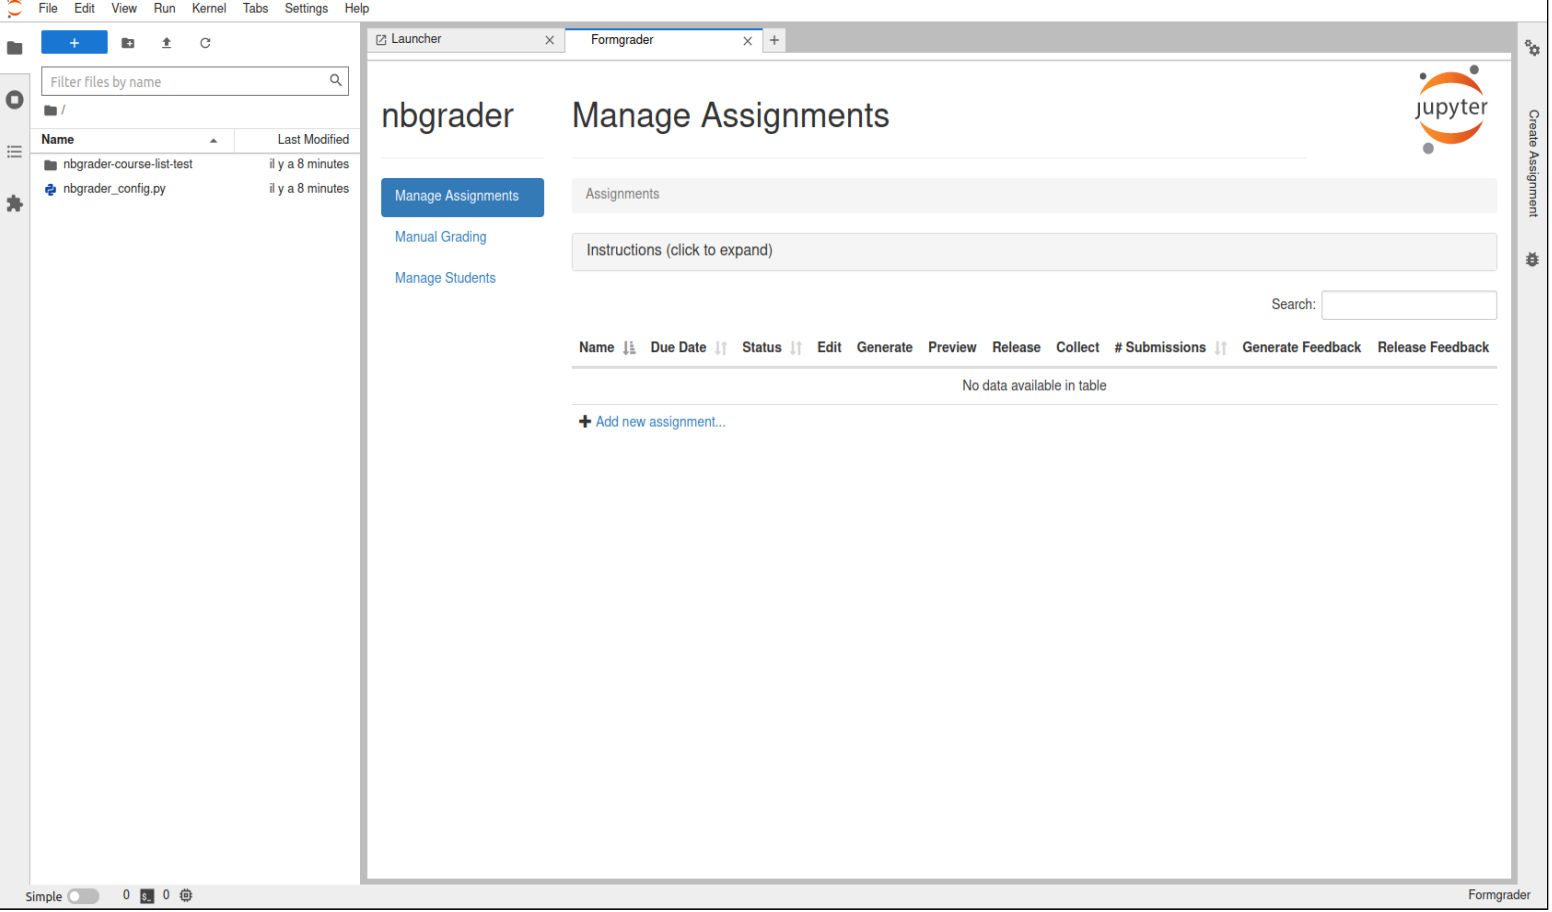 File Edit View Run Kernel Tabs Settings Help
+
Filter files by name
/
Name Last Modified
nbgrader-course-list-test il y a 8 minutes
nbgrader_config.py il y a 8 minutes
Launcher
Formgrader
+
nbgrader
Manage Assignments
Manual Grading
Manage Students
Manage Assignments
jupyter
Assignments
Instructions (click to expand)
Search:
Name Due Date Status Edit Generate Preview Release Collect # Submissions Generate Feedback Release Feedback
No data available in table
Add new assignment...
Create Assignment
Simple 0 $_ 0
Formgrader